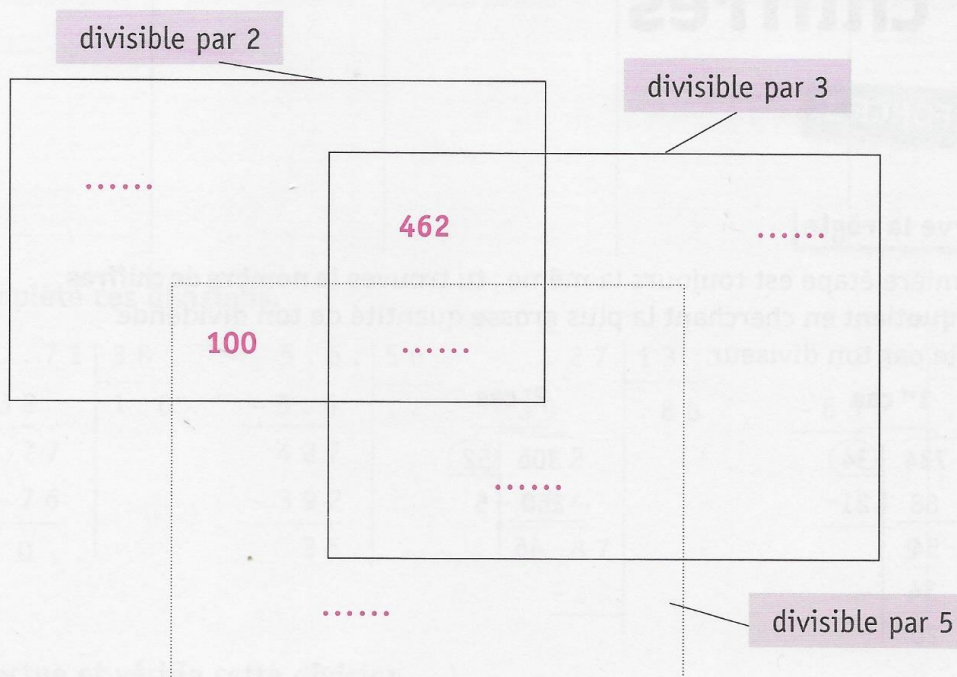 divisible par 2
divisible par 3
......
462
......
100
......
......
......
divisible par 5